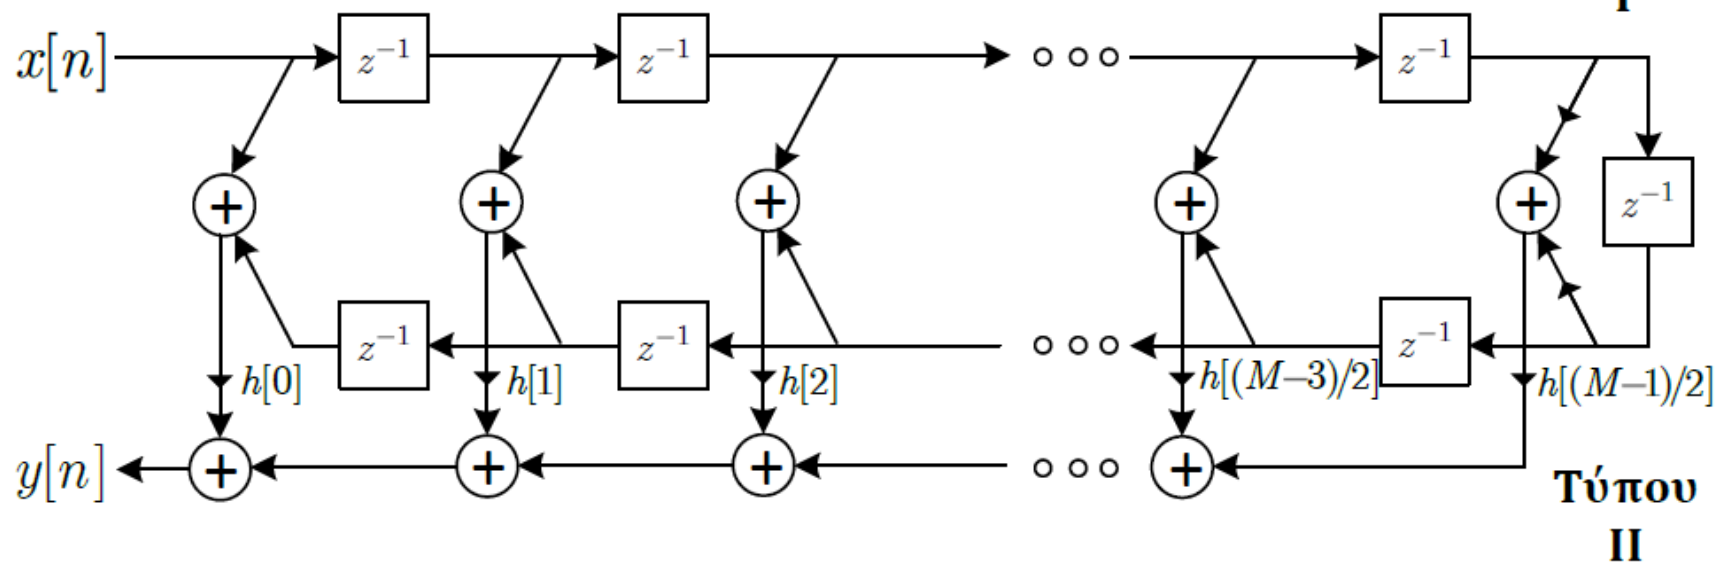 x[n]
z⁻¹ z⁻¹ z⁻¹
+ + + + + z⁻¹
z⁻¹ z⁻¹ z⁻¹
h[0] h[1] h[2] h[(M−3)/2] h[(M−1)/2]
y[n] + + + +
Τύπου
II